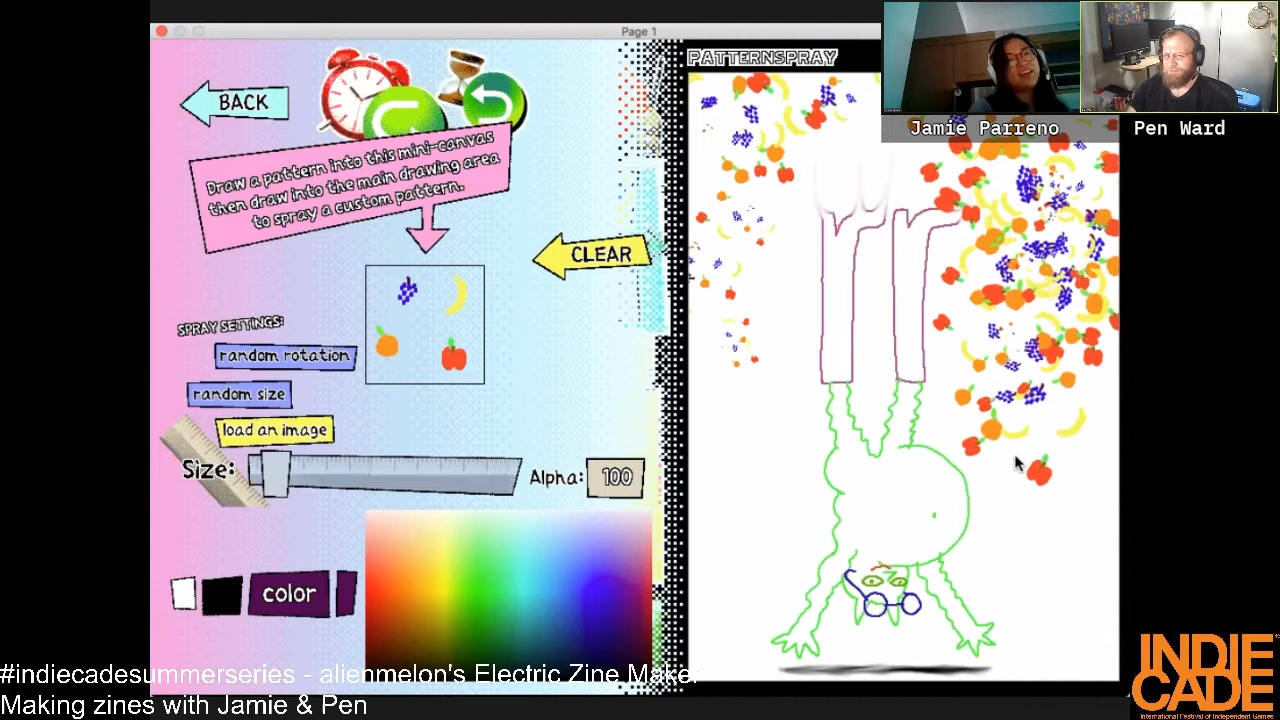 Page 1
PATTERNSPRAY
BACK
Draw a pattern into this mini-canvas
then draw into the main drawing area
to spray a custom pattern.
CLEAR
SPRAY SETTINGS:
random rotation
random size
load an image
Size:
Alpha: 100
color
Jamie Parreno
Pen Ward
#indiecadesummerseries - alienmelon's Electric Zine Maker
Making zines with Jamie & Pen
INDIE
CADE
International Festival of Independent Games